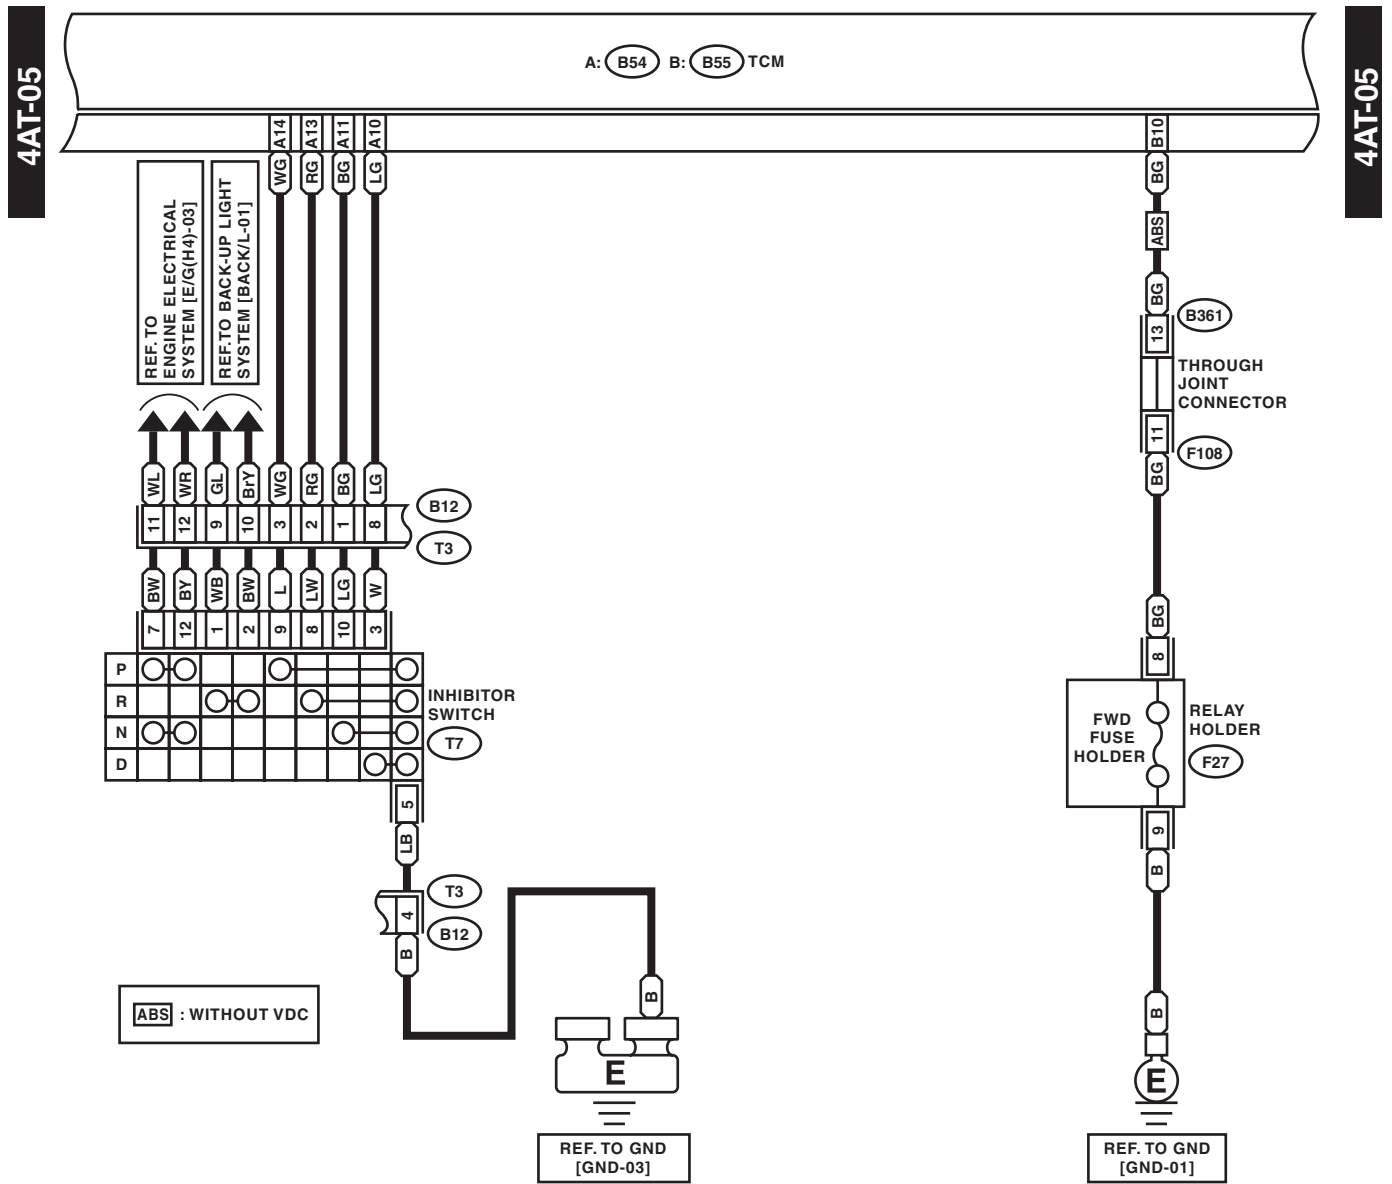 4AT-05
4AT-05
A: B54 B: B55 TCM
A14 A13 A11 A10 B10
WG RG BG LG BG
REF. TO
ENGINE ELECTRICAL
SYSTEM [E/G(H4)-03]
REF.TO BACK-UP LIGHT
SYSTEM [BACK/L-01]
ABS
BG
B361
13
THROUGH
JOINT
CONNECTOR
11
F108
BG
WL WR GL BrY WG RG BG LG
B12
11 12 9 10 3 2 1 8
T3
BW BY WB BW L LW LG W
BG
7 12 1 2 9 8 10 3
8
P
R
N
D
INHIBITOR
SWITCH
T7
FWD
FUSE
HOLDER
RELAY
HOLDER
F27
5
9
LB
B
T3
4
B12
B
B
B
ABS : WITHOUT VDC
E
E
REF. TO GND
[GND-03]
REF. TO GND
[GND-01]